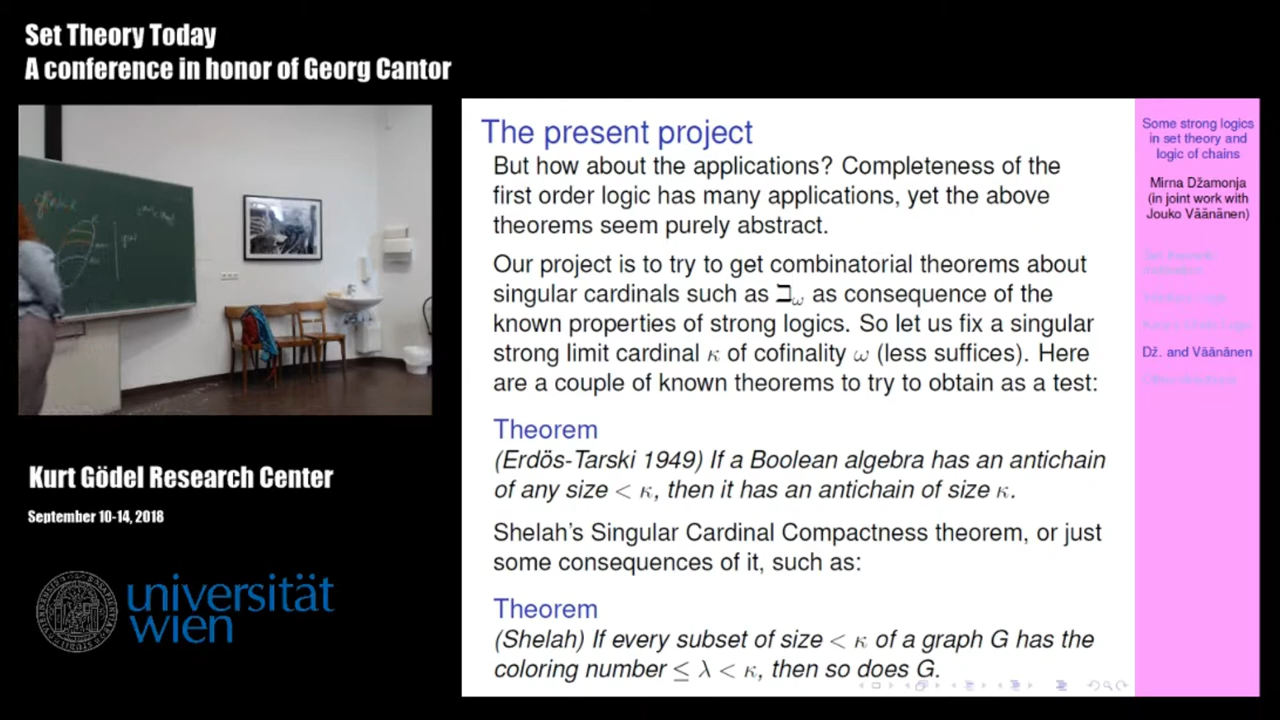 Set Theory Today
A conference in honor of Georg Cantor
Kurt Gödel Research Center
September 10-14, 2018
universität
wien
The present project
But how about the applications? Completeness of the
first order logic has many applications, yet the above
theorems seem purely abstract.
Our project is to try to get combinatorial theorems about
singular cardinals such as ℶ_ω as consequence of the
known properties of strong logics. So let us fix a singular
strong limit cardinal κ of cofinality ω (less suffices). Here
are a couple of known theorems to try to obtain as a test:
Theorem
(Erdös-Tarski 1949) If a Boolean algebra has an antichain
of any size < κ, then it has an antichain of size κ.
Shelah's Singular Cardinal Compactness theorem, or just
some consequences of it, such as:
Theorem
(Shelah) If every subset of size < κ of a graph G has the
coloring number ≤ λ < κ, then so does G.
Some strong logics
in set theory and
logic of chains
Mirna Džamonja
(in joint work with
Jouko Väänänen)
Dž. and Väänänen